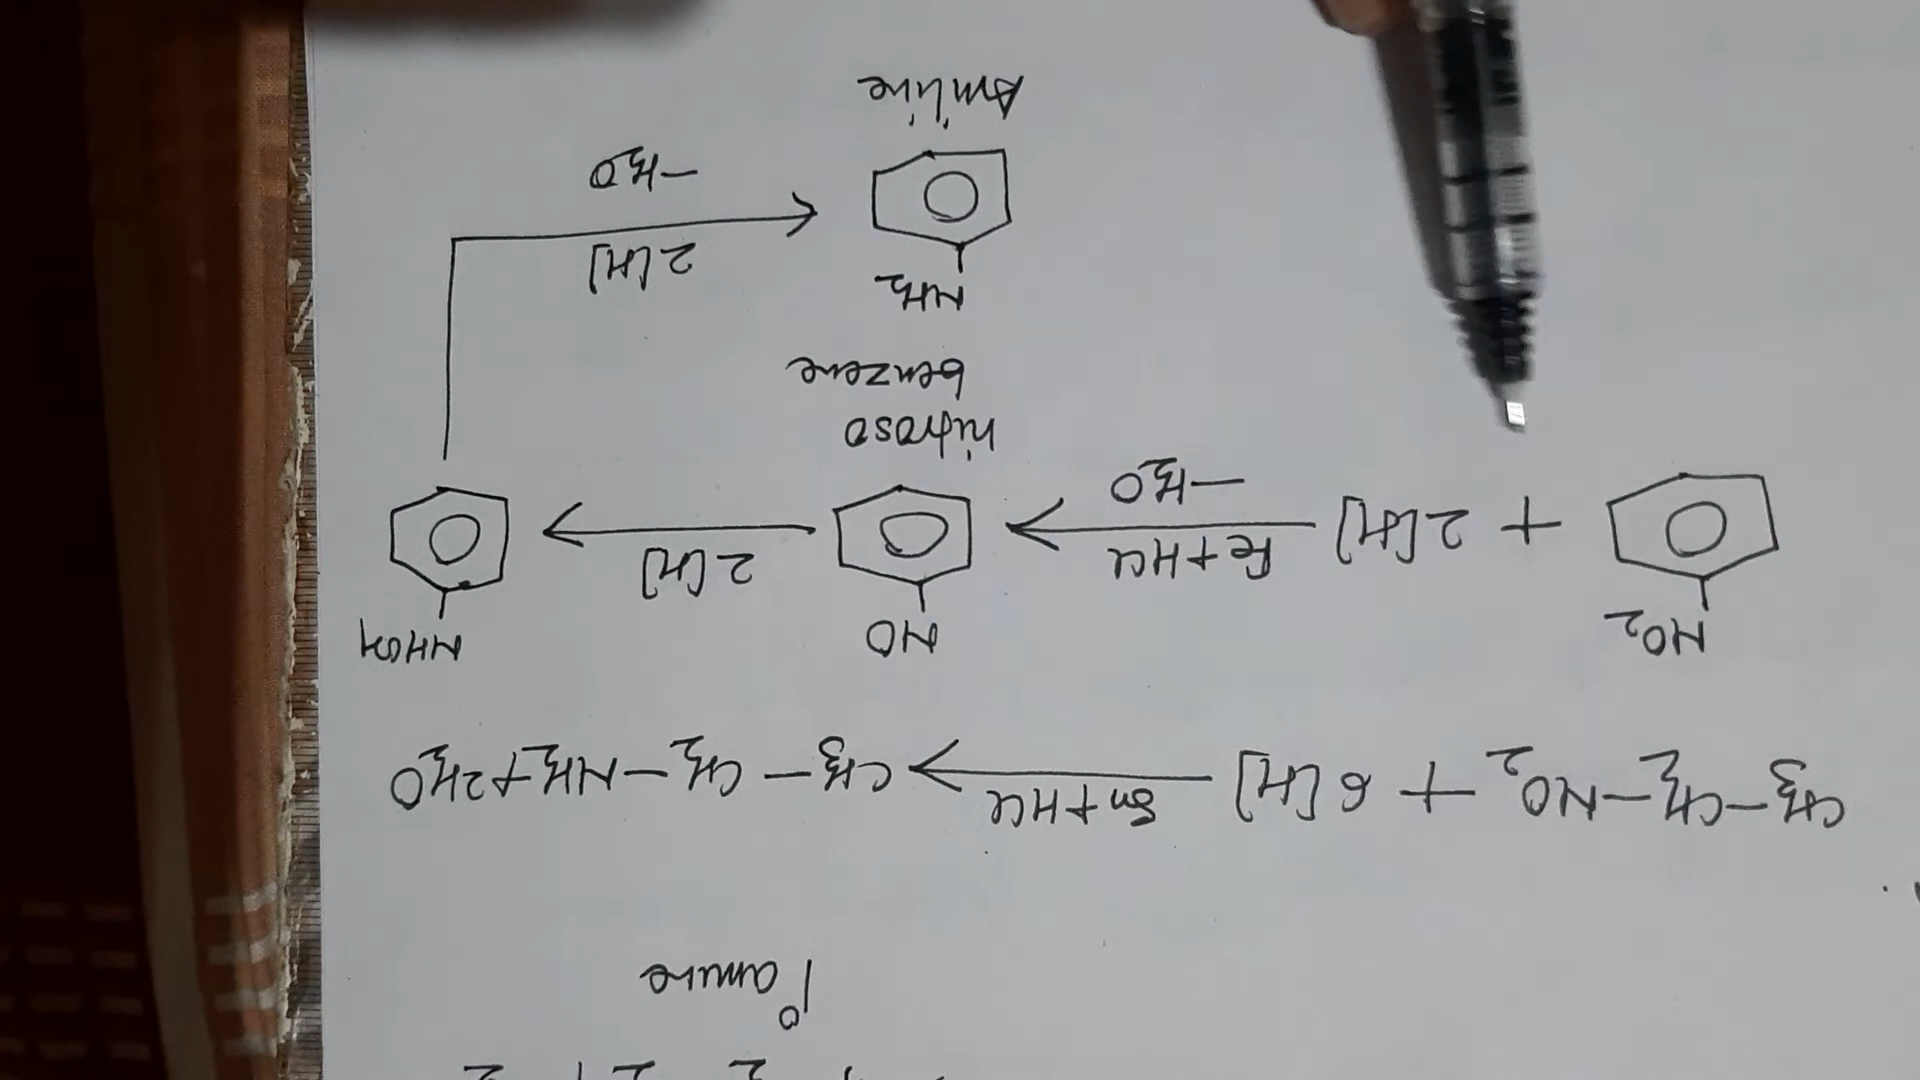 1° amine
Sn+HCl
CH3-CH2-NO2 + 6[H] → CH3-CH2-NH2+2H2O
NO2 NO NHOH
Fe+HCl 2[H]
+ 2[H] → →
-H2O
nitroso
benzene
NH2
2[H]
→
-H2O
Aniline